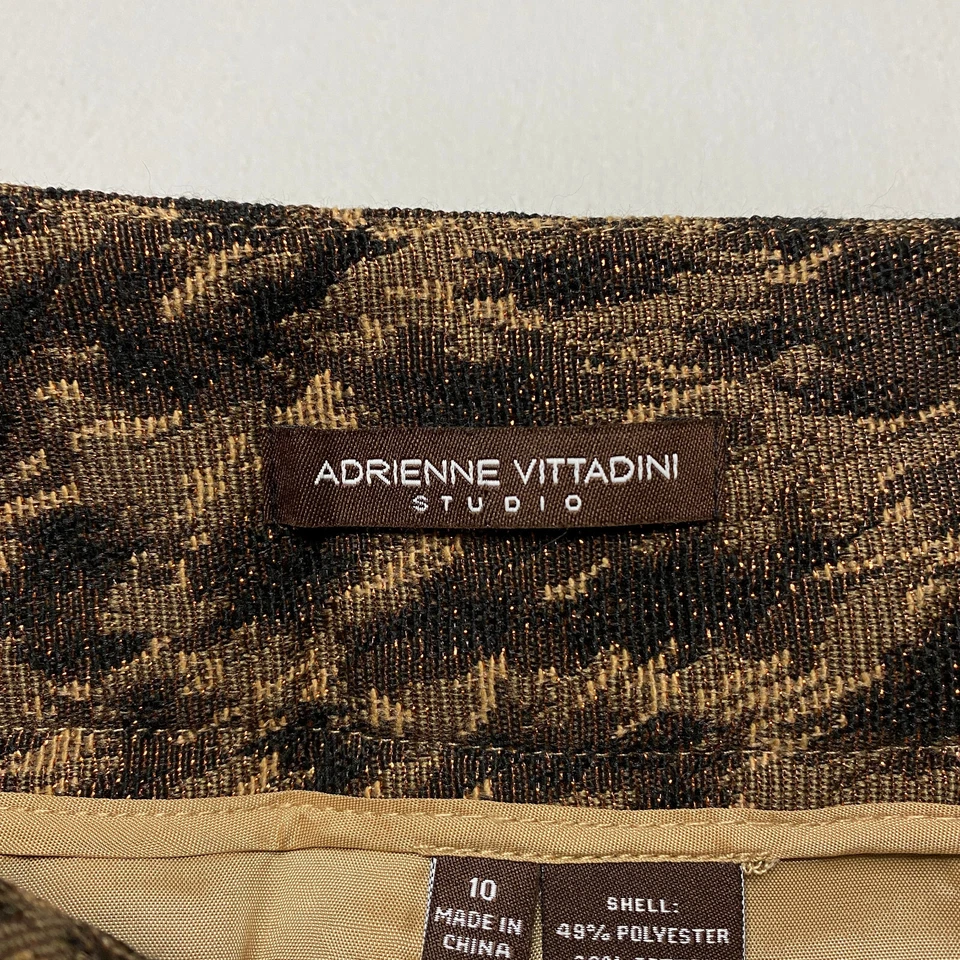 ADRIENNE VITTADINI
STUDIO
10
MADE IN
CHINA
SHELL:
49% POLYESTER